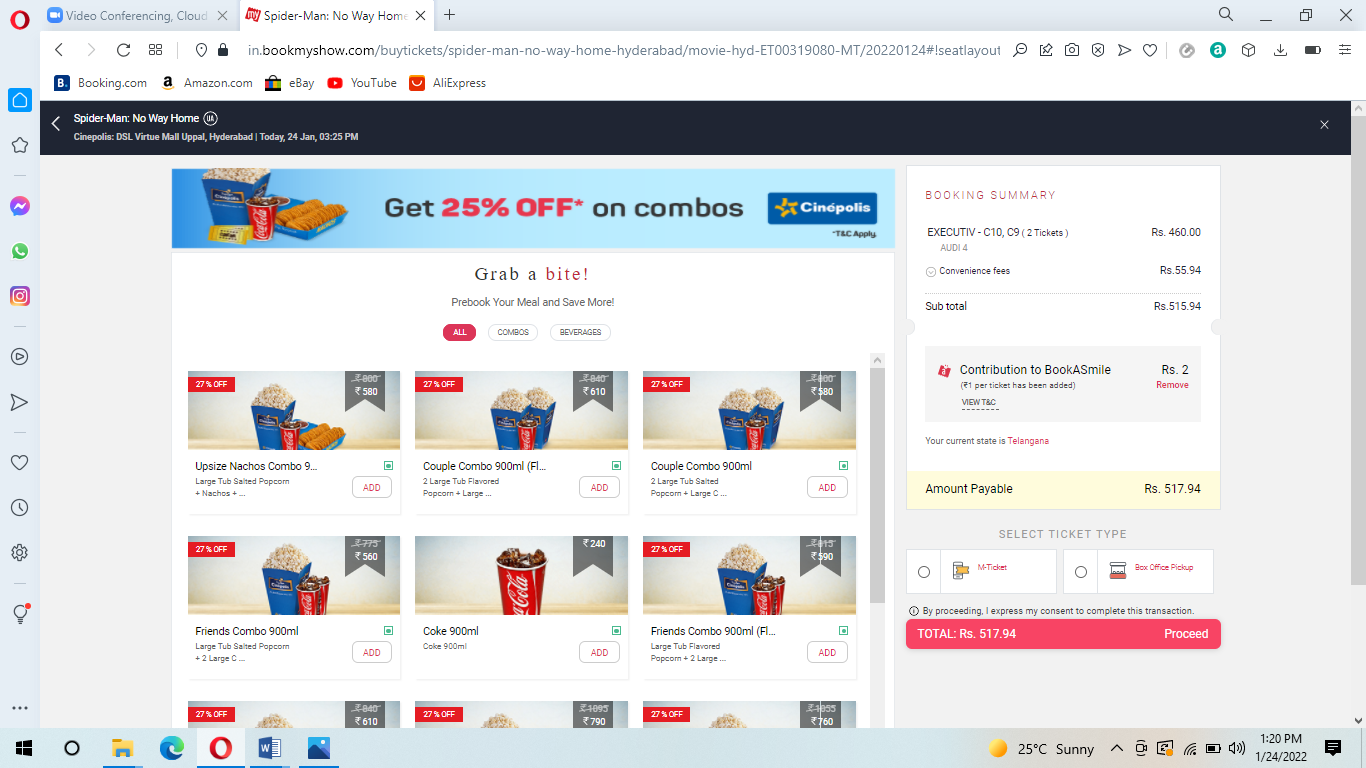 Video Conferencing, Cloud
Spider-Man: No Way Home
in.bookmyshow.com/buytickets/spider-man-no-way-home-hyderabad/movie-hyd-ET00319080-MT/20220124#!seatlayout
Booking.com
Amazon.com
eBay
YouTube
AliExpress
Spider-Man: No Way Home UA
Cinepolis: DSL Virtue Mall Uppal, Hyderabad | Today, 24 Jan, 03:25 PM
Get 25% OFF* on combos
Cinépolis
*T&C Apply.
Grab a bite!
Prebook Your Meal and Save More!
ALL
COMBOS
BEVERAGES
27% OFF
₹ 800
₹ 580
Upsize Nachos Combo 9...
Large Tub Salted Popcorn
+ Nachos + ...
ADD
27% OFF
₹ 840
₹ 610
Couple Combo 900ml (Fl...
2 Large Tub Flavored
Popcorn + Large ...
ADD
27% OFF
₹ 800
₹ 580
Couple Combo 900ml
2 Large Tub Salted
Popcorn + Large C ...
ADD
27% OFF
₹ 775
₹ 560
Friends Combo 900ml
Large Tub Salted Popcorn
+ 2 Large C ...
ADD
₹ 240
Coke 900ml
Coke 900ml
ADD
27% OFF
₹ 815
₹ 590
Friends Combo 900ml (Fl...
Large Tub Flavored
Popcorn + 2 Large ...
ADD
27% OFF
₹ 840
₹ 610
27% OFF
₹ 1095
₹ 790
27% OFF
₹ 1055
₹ 760
BOOKING SUMMARY
EXECUTIV - C10, C9 ( 2 Tickets ) Rs. 460.00
AUDI 4
Convenience fees Rs.55.94
Sub total Rs.515.94
Contribution to BookASmile Rs. 2
(₹1 per ticket has been added) Remove
VIEW T&C
Your current state is Telangana
Amount Payable Rs. 517.94
SELECT TICKET TYPE
M-Ticket
Box Office Pickup
By proceeding, I express my consent to complete this transaction.
TOTAL: Rs. 517.94 Proceed
25°C Sunny
1:20 PM
1/24/2022